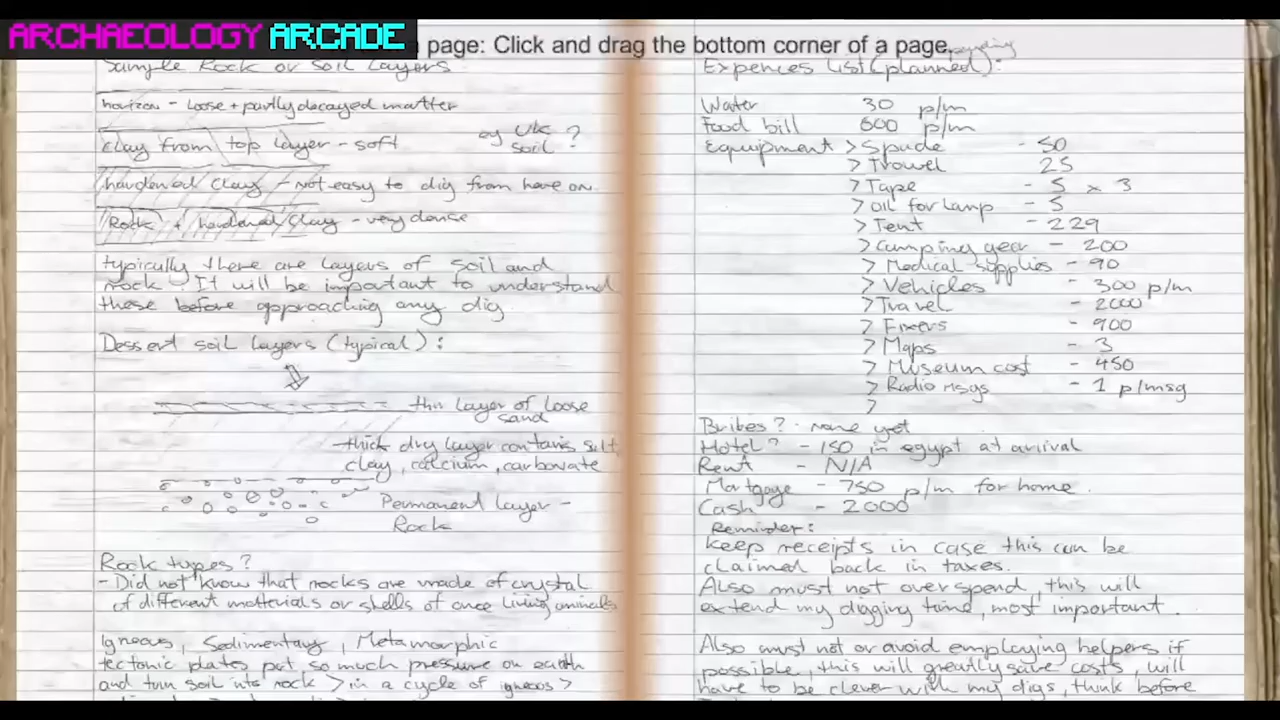 ARCHAEOLOGY ARCADE
page: Click and drag the bottom corner of a page.
Sample Rock or Soil Layers
horizon - Loose + partly decayed matter
clay from top layer - soft
eg UK soil ?
hardened Clay - not easy to dig from here on
Rock + hardened Clay - very dense
typically there are layers of soil and
rock. It will be important to understand
these before approaching any dig
Dessert soil layers (typical) :
thin layer of loose
sand
thick dry layer contains silt
clay, calcium, carbonate
Permanent layer -
Rock
Rock types ?
- Did not know that rocks are made of crystal
of different matterials or shells of once living animals
Igneous, Sedimentary, Metamorphic
tectonic plates put so much pressure on earth
and turn soil into rock > in a cycle of igneous >
Expences list (planned) :
Water 30 p/m
Food bill 600 p/m
Equipment > Spade - 50
> Trowel 25
> Tape - 5 x 3
> oil for lamp - 5
> Tent - 229
> Camping gear - 200
> Medical supplies - 90
> Vehicles - 300 p/m
> Travel - 2000
> Fixers - 900
> Maps - 3
> Museum cost - 450
> Radio Msgs - 1 p/msg
>
Bribes ? - none yet
Motel ? - 150 in egypt at arrival
Rent - N/A
Mortgage - 750 p/m for home
Cash - 2000
Reminder :
keep receipts in case this can be
claimed back in taxes.
Also must not over spend, this will
extend my digging time, most important.
Also must not or avoid employing helpers if
possible, this will greatly save costs, will
have to be clever with my digs, think before